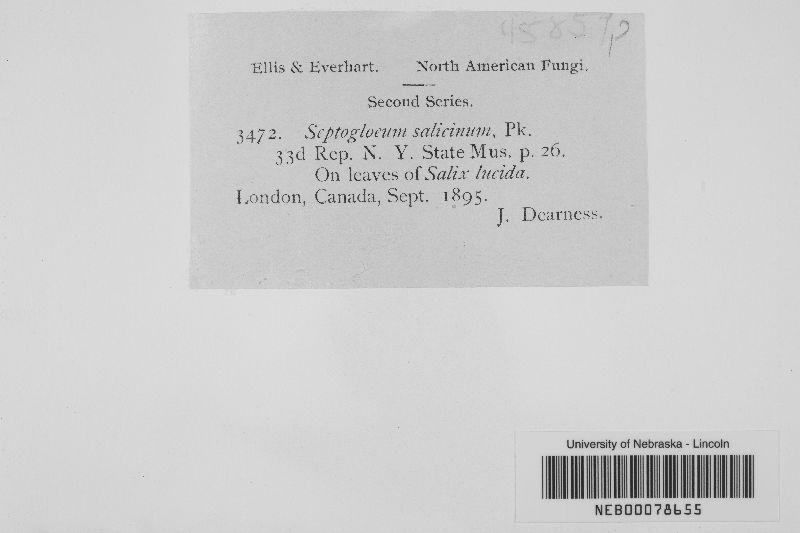 45857p
Ellis & Everhart. North American Fungi.
Second Series.
3472. Septogloeum salicinum, Pk.
33d Rep. N. Y. State Mus. p. 26.
On leaves of Salix lucida.
London, Canada, Sept. 1895.
J. Dearness.
University of Nebraska - Lincoln
NEB00078655